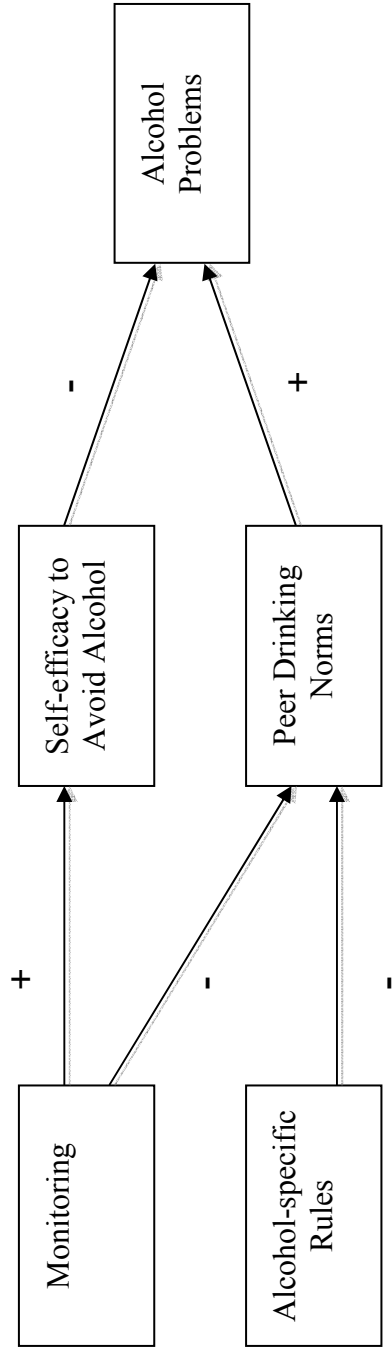 Monitoring
+
Self-efficacy to
Avoid Alcohol
-
Alcohol
Problems
-
Alcohol-specific
Rules
-
Peer Drinking
Norms
+